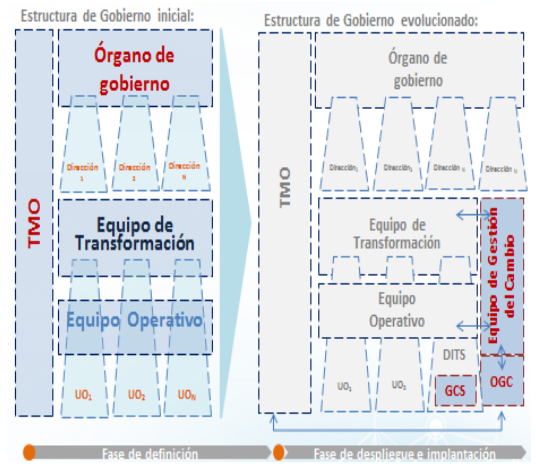 Estructura de Gobierno inicial:
Órgano de
gobierno
Dirección
1
Dirección
2
Dirección
N
TMO
Equipo de
Transformación
Equipo Operativo
UO1
UO2
UON
Fase de definición
Estructura de Gobierno evolucionado:
Órgano de
gobierno
Dirección1
Dirección
Dirección N
Dirección N
TMO
Equipo de
Transformación
Equipo
Operativo
Equipo de Gestión
del Cambio
UO1
UO2
DITS
GCS
OGC
Fase de despliegue e implantación